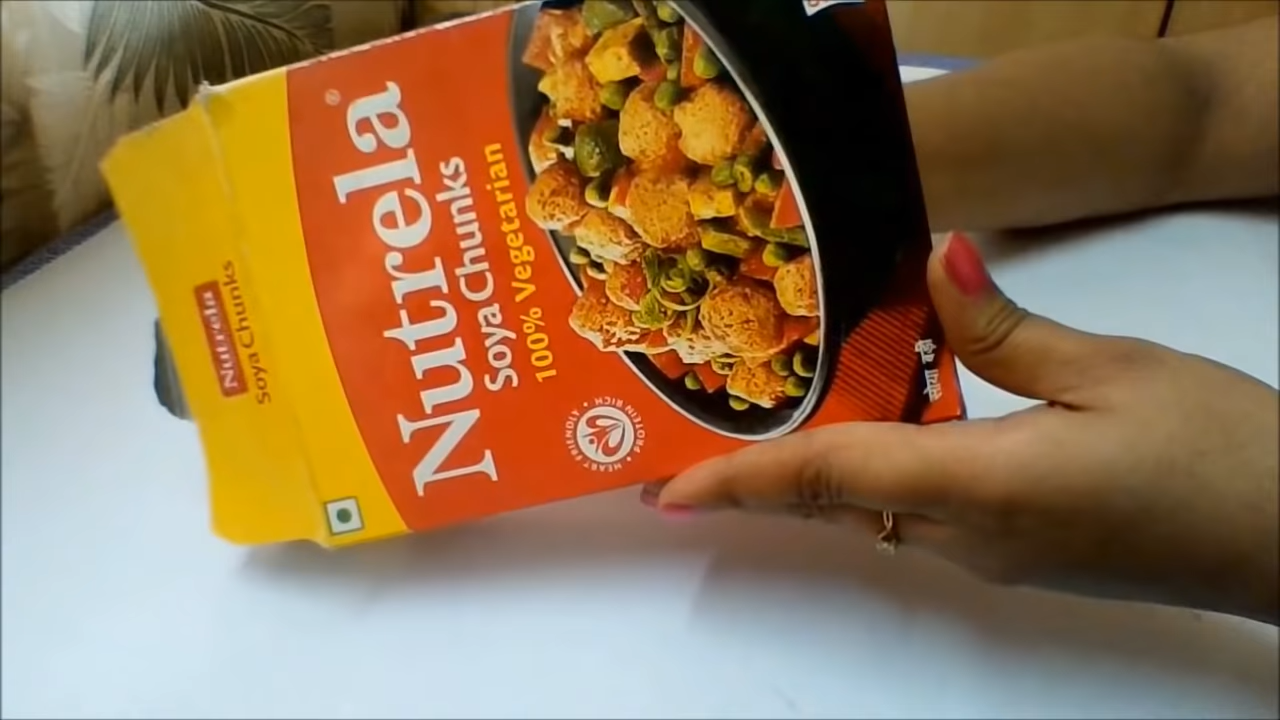 Nutrela®
Soya Chunks
100% Vegetarian
HEART FRIENDLY • PROTEIN RICH •
Nutrela
Soya Chunks